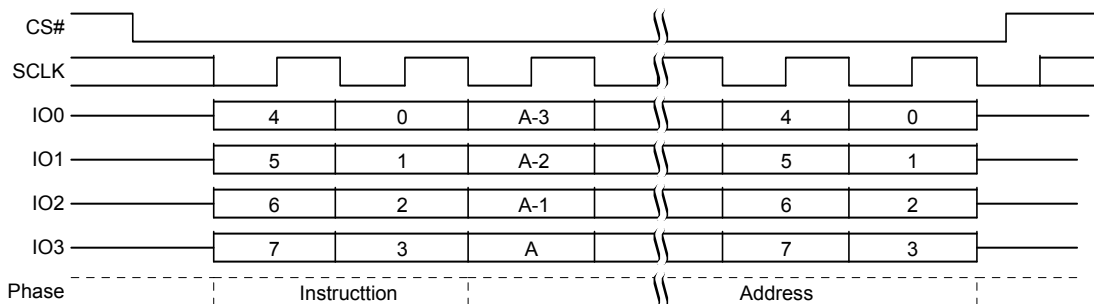 CS#
SCLK
IO0 4 0 A-3 4 0
IO1 5 1 A-2 5 1
IO2 6 2 A-1 6 2
IO3 7 3 A 7 3
Phase Instructtion Address